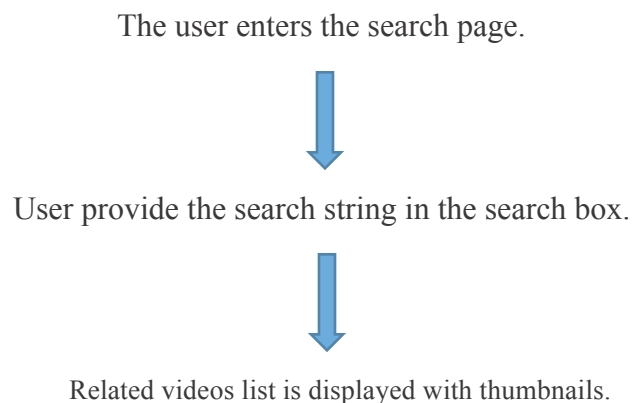 The user enters the search page.
User provide the search string in the search box.
Related videos list is displayed with thumbnails.